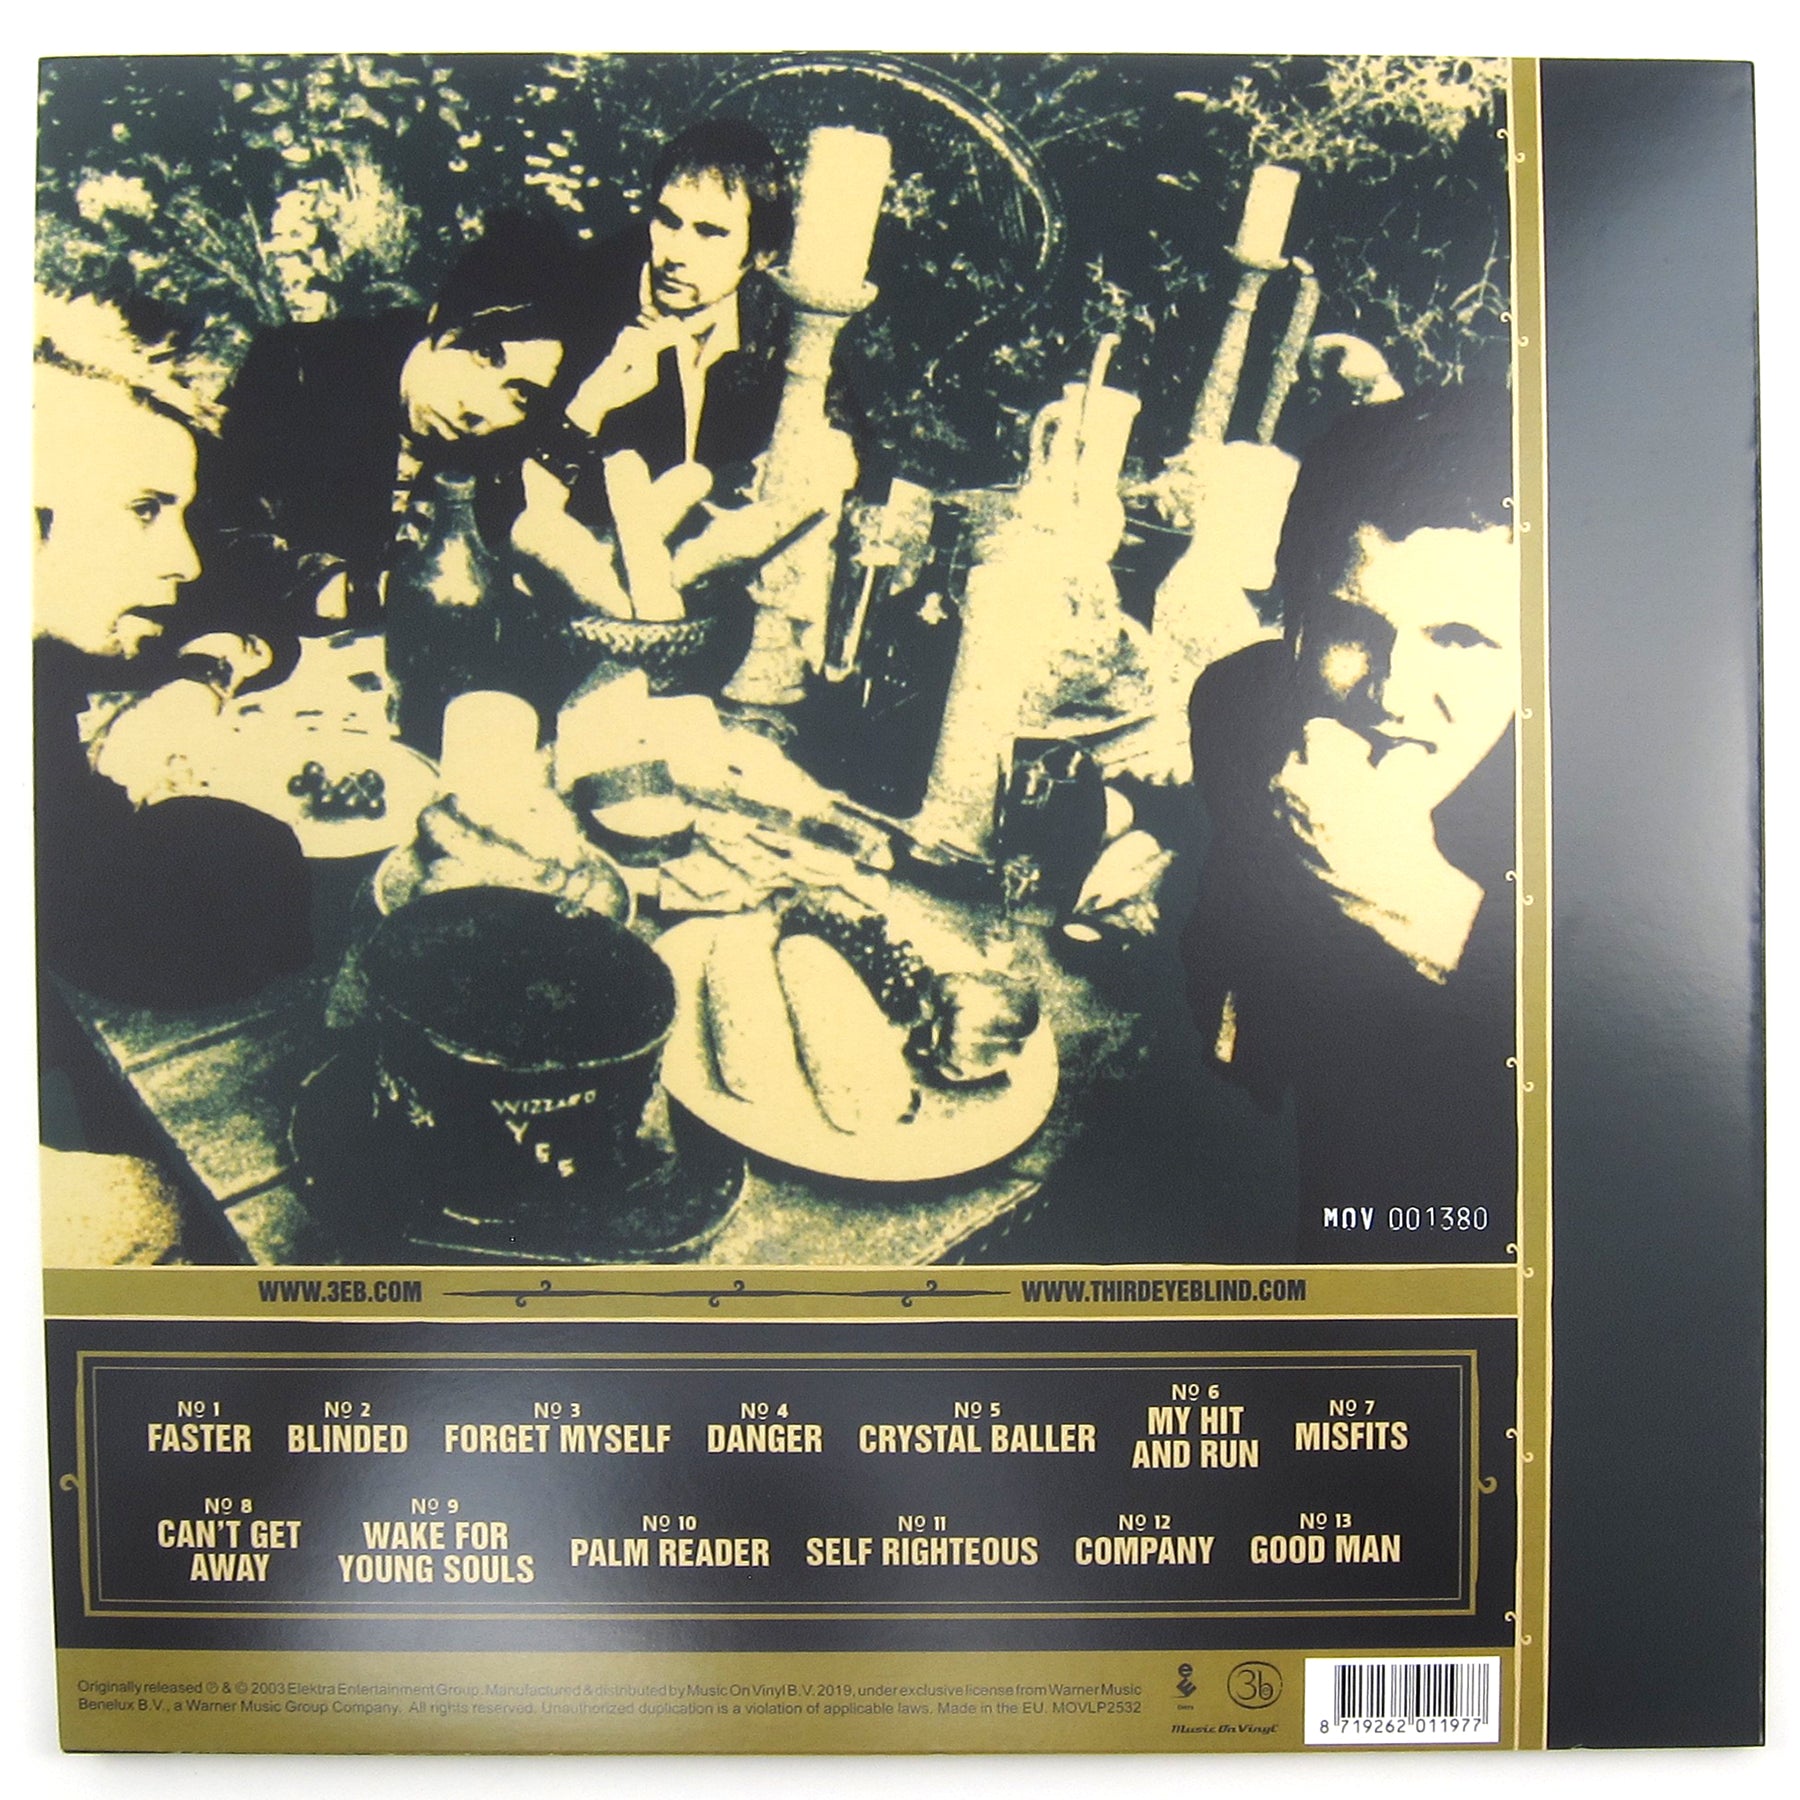 WIZZARD
YES
MOV 001380
WWW.3EB.COM WWW.THIRDEYEBLIND.COM
Nº 1 FASTER
Nº 2 BLINDED
Nº 3 FORGET MYSELF
Nº 4 DANGER
Nº 5 CRYSTAL BALLER
Nº 6 MY HIT
AND RUN
Nº 7 MISFITS
Nº 8 CAN'T GET
AWAY
Nº 9 WAKE FOR
YOUNG SOULS
Nº 10 PALM READER
Nº 11 SELF RIGHTEOUS
Nº 12 COMPANY
Nº 13 GOOD MAN
Originally released ℗ & © 2003 Elektra Entertainment Group. Manufactured & distributed by Music On Vinyl B.V. 2019, under exclusive license from Warner Music
Benelux B.V., a Warner Music Group Company. All rights reserved. Unauthorized duplication is a violation of applicable laws. Made in the EU. MOVLP2532
3eb
Music On Vinyl
8 719262 011977